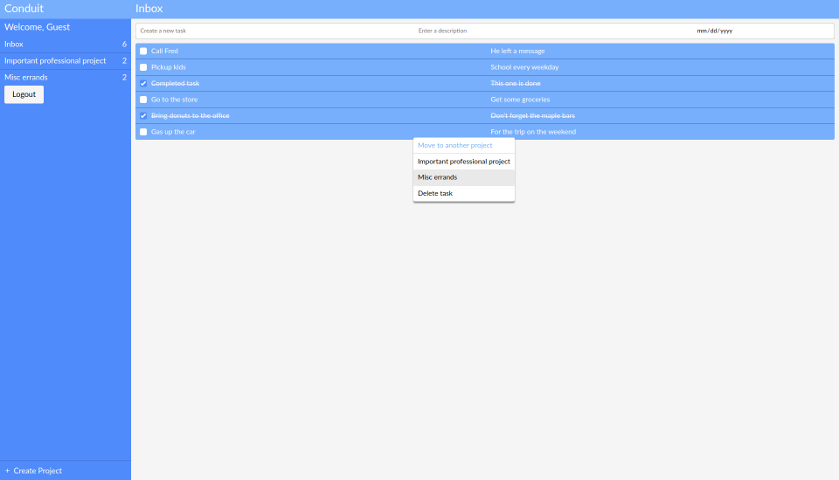 Conduit
Inbox
Welcome, Guest
Inbox 6
Important professional project 2
Misc errands 2
Logout
Create a new task Enter a description mm/dd/yyyy
Call Fred He left a message
Pickup kids School every weekday
Completed task This one is done
Go to the store Get some groceries
Bring donuts to the office Don't forget the maple bars
Gas up the car For the trip on the weekend
Move to another project
Important professional project
Misc errands
Delete task
+ Create Project